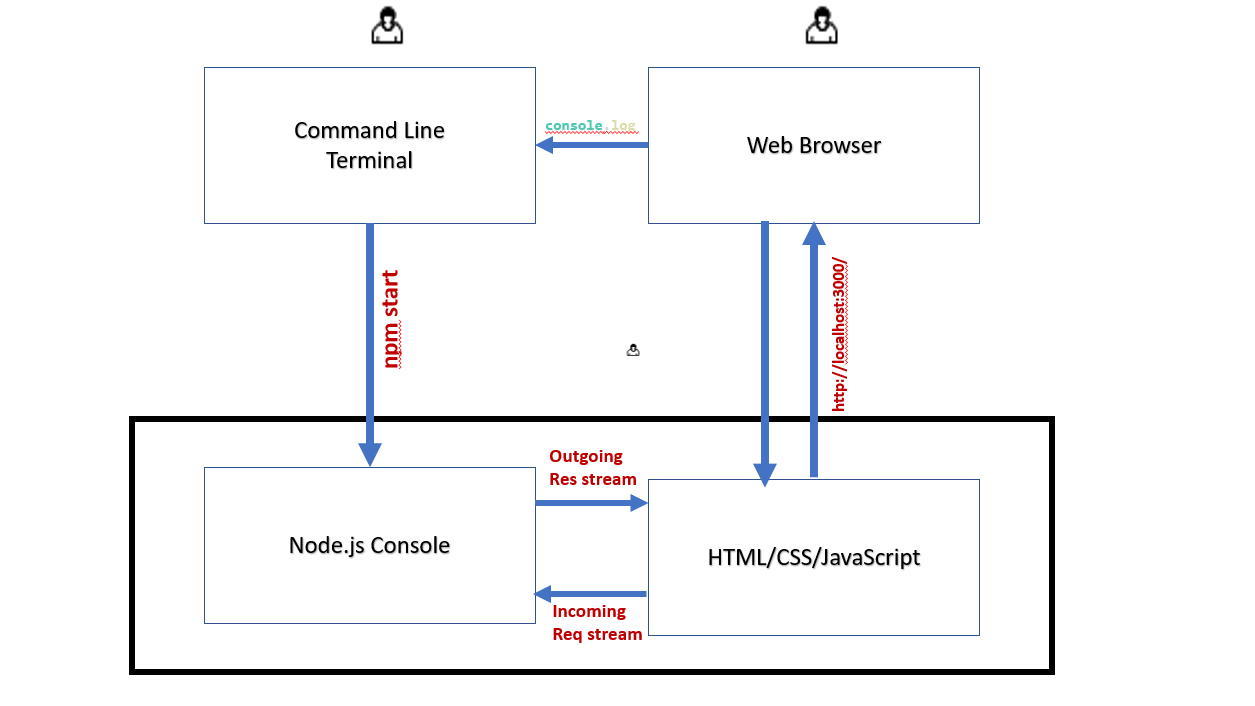 Command Line
Terminal
console.log
Web Browser
npm start
http://localhost:3000/
Outgoing
Res stream
Node.js Console
HTML/CSS/JavaScript
Incoming
Req stream